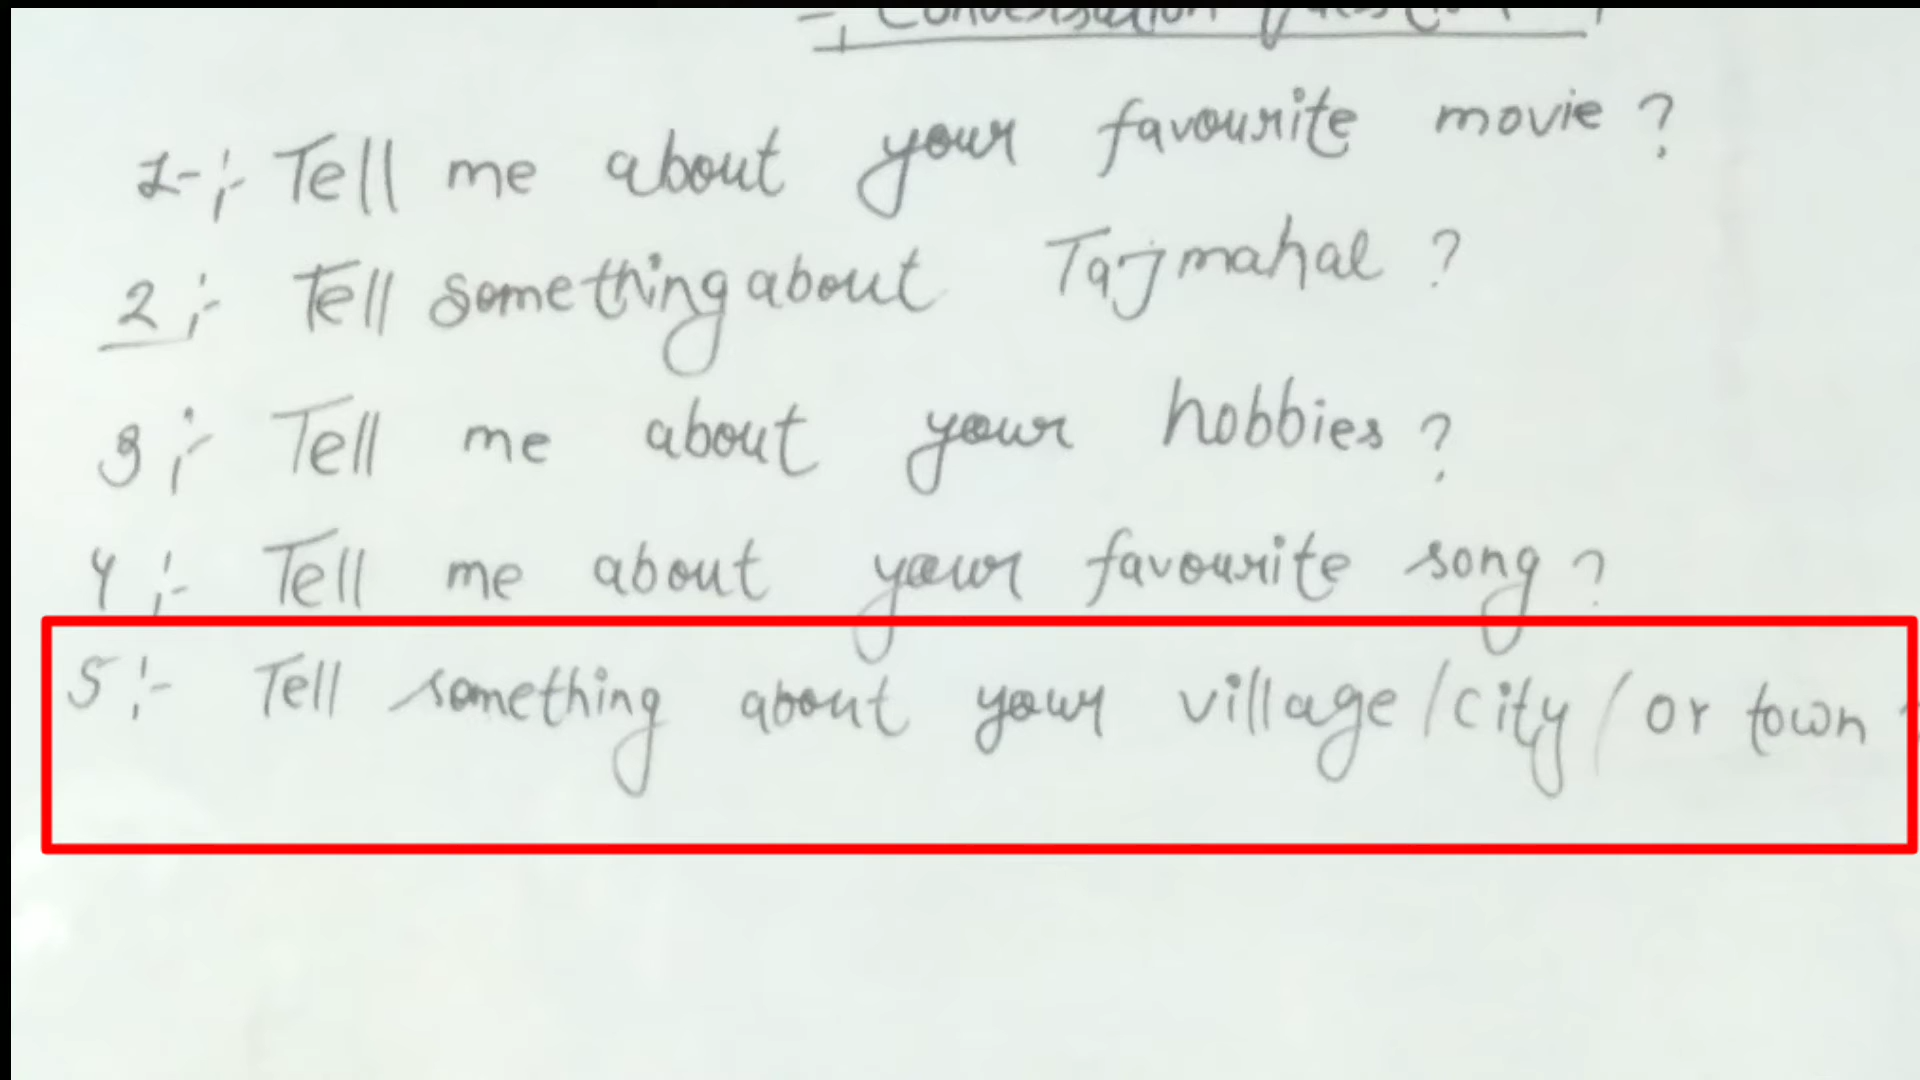 Conversation
1-;- Tell me about your favourite movie ?
2;- Tell something about Tajmahal ?
3;- Tell me about your hobbies ?
4;- Tell me about your favourite song ?
5;- Tell something about your village/city/or town ?